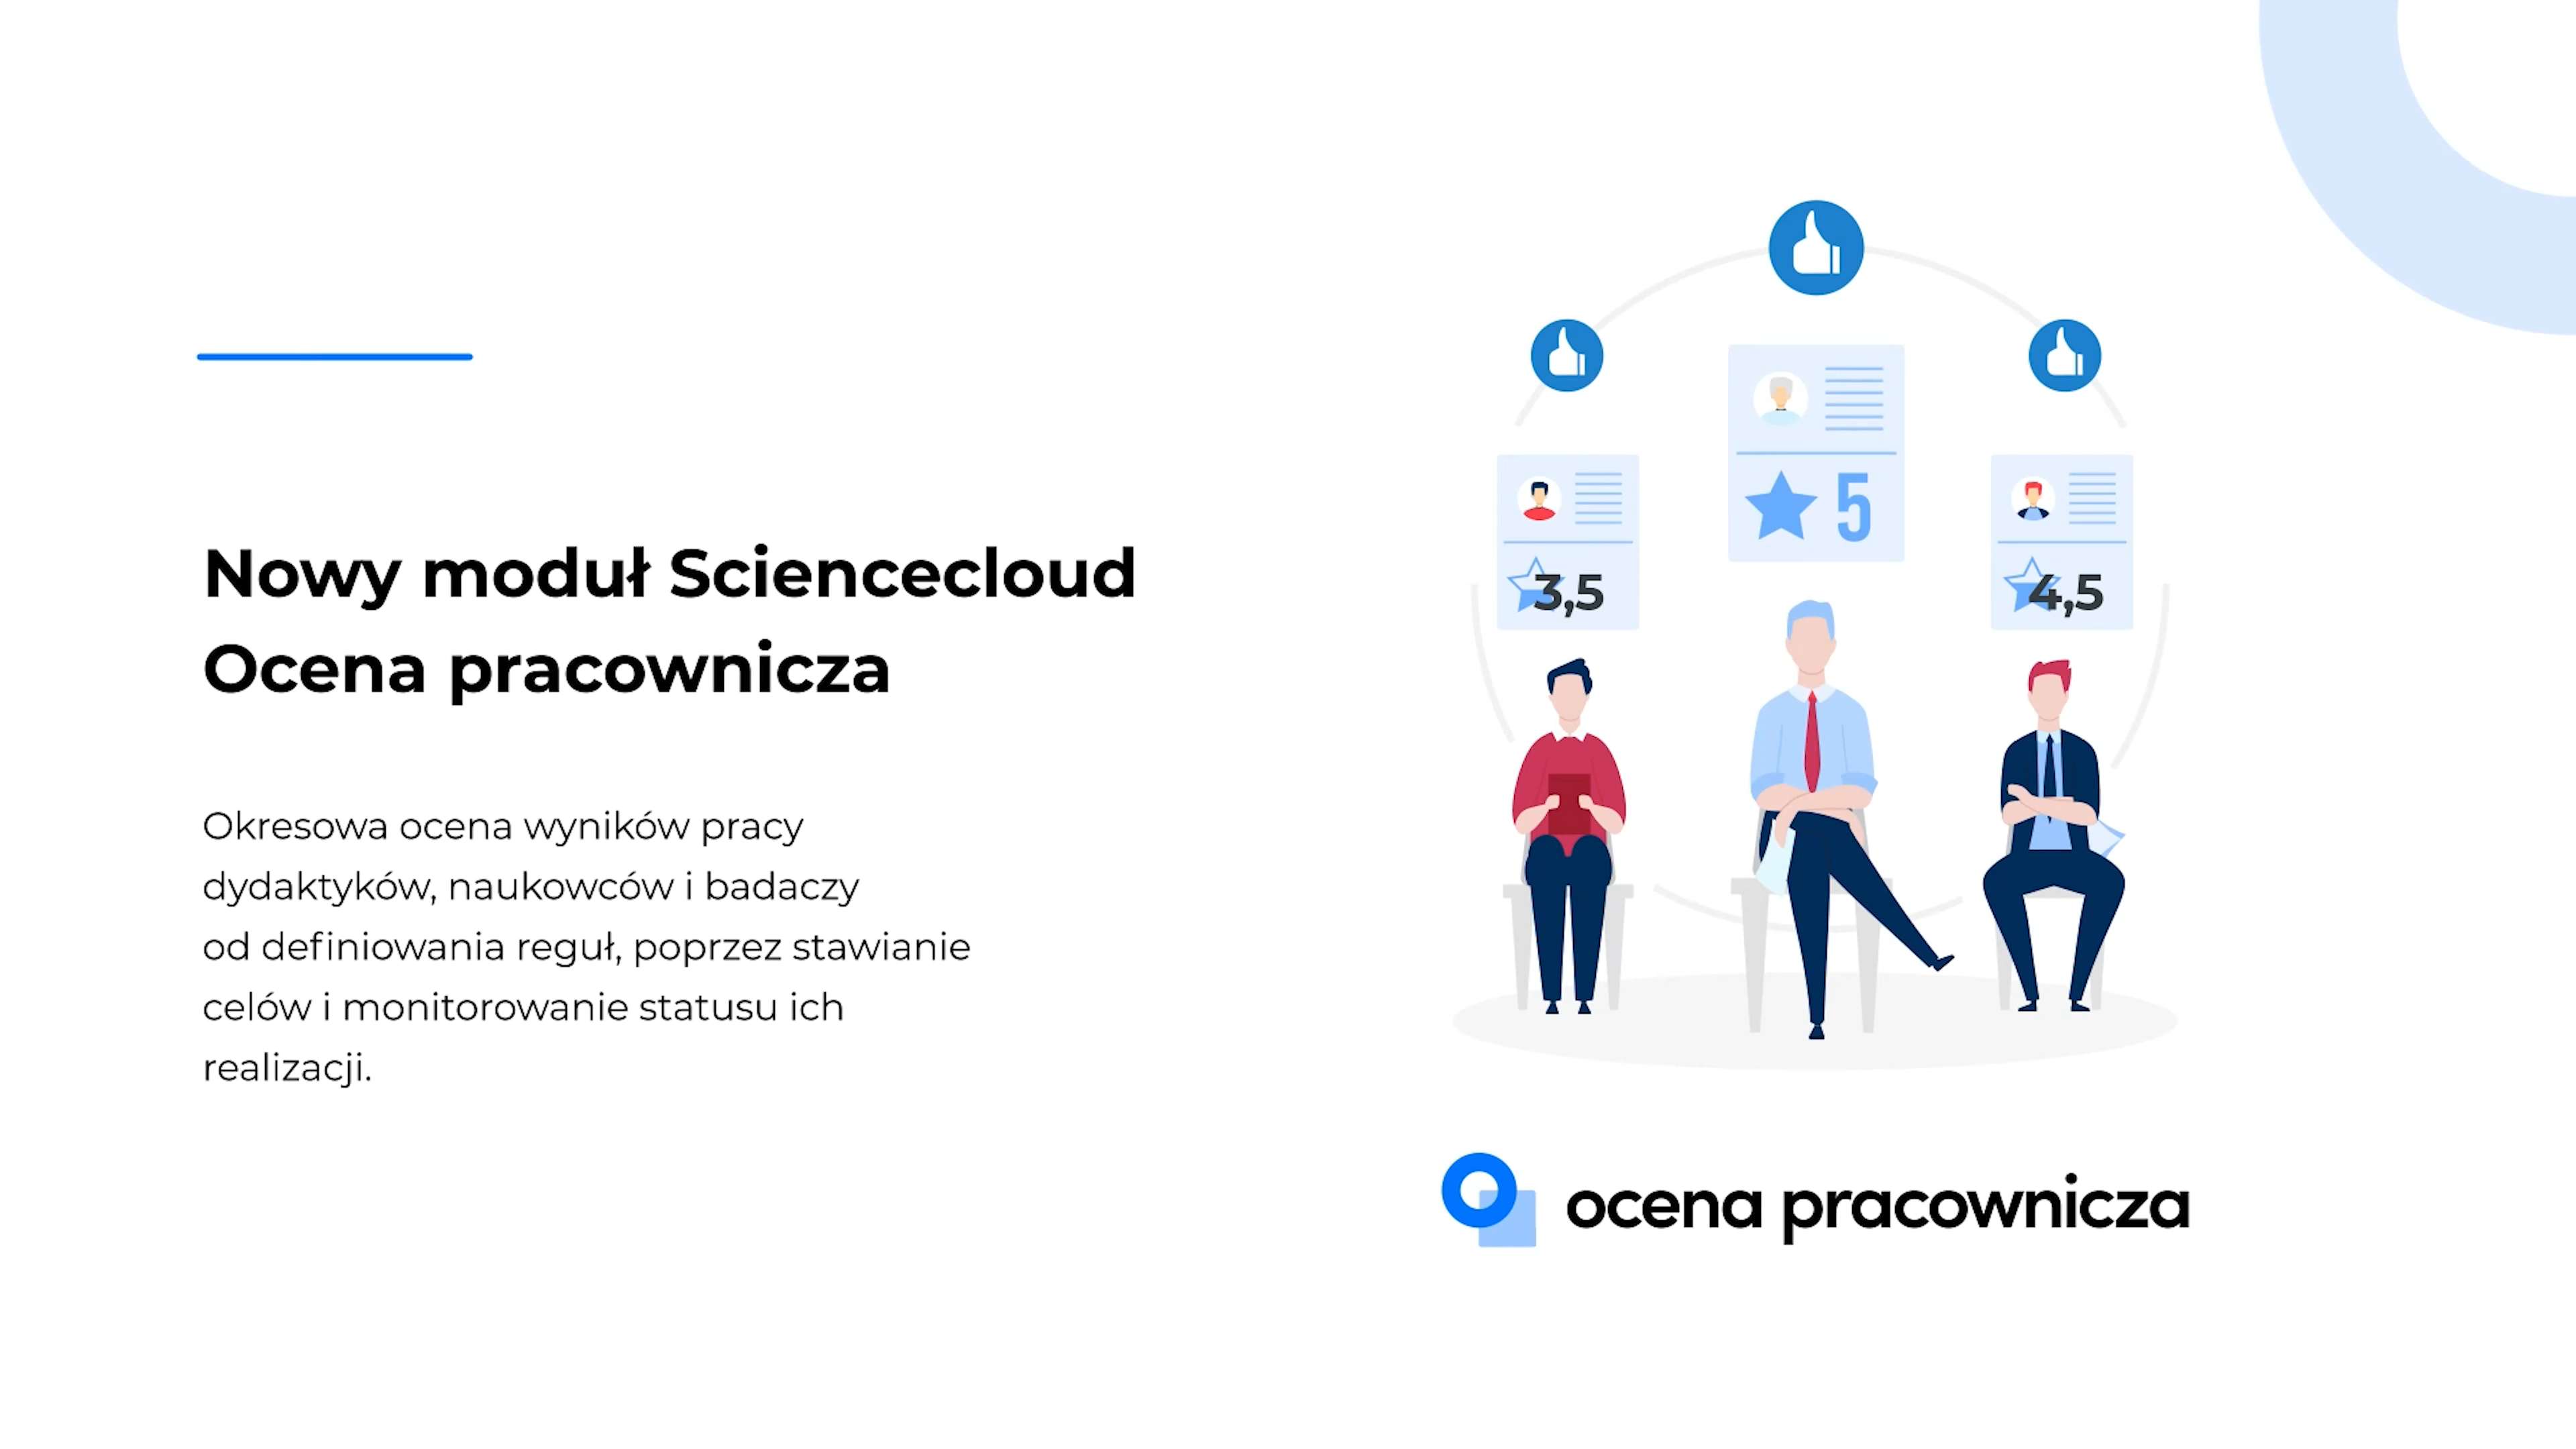 Nowy moduł Sciencecloud
Ocena pracownicza
Okresowa ocena wyników pracy
dydaktyków, naukowców i badaczy
od definiowania reguł, poprzez stawianie
celów i monitorowanie statusu ich
realizacji.
5
3,5
4,5
ocena pracownicza